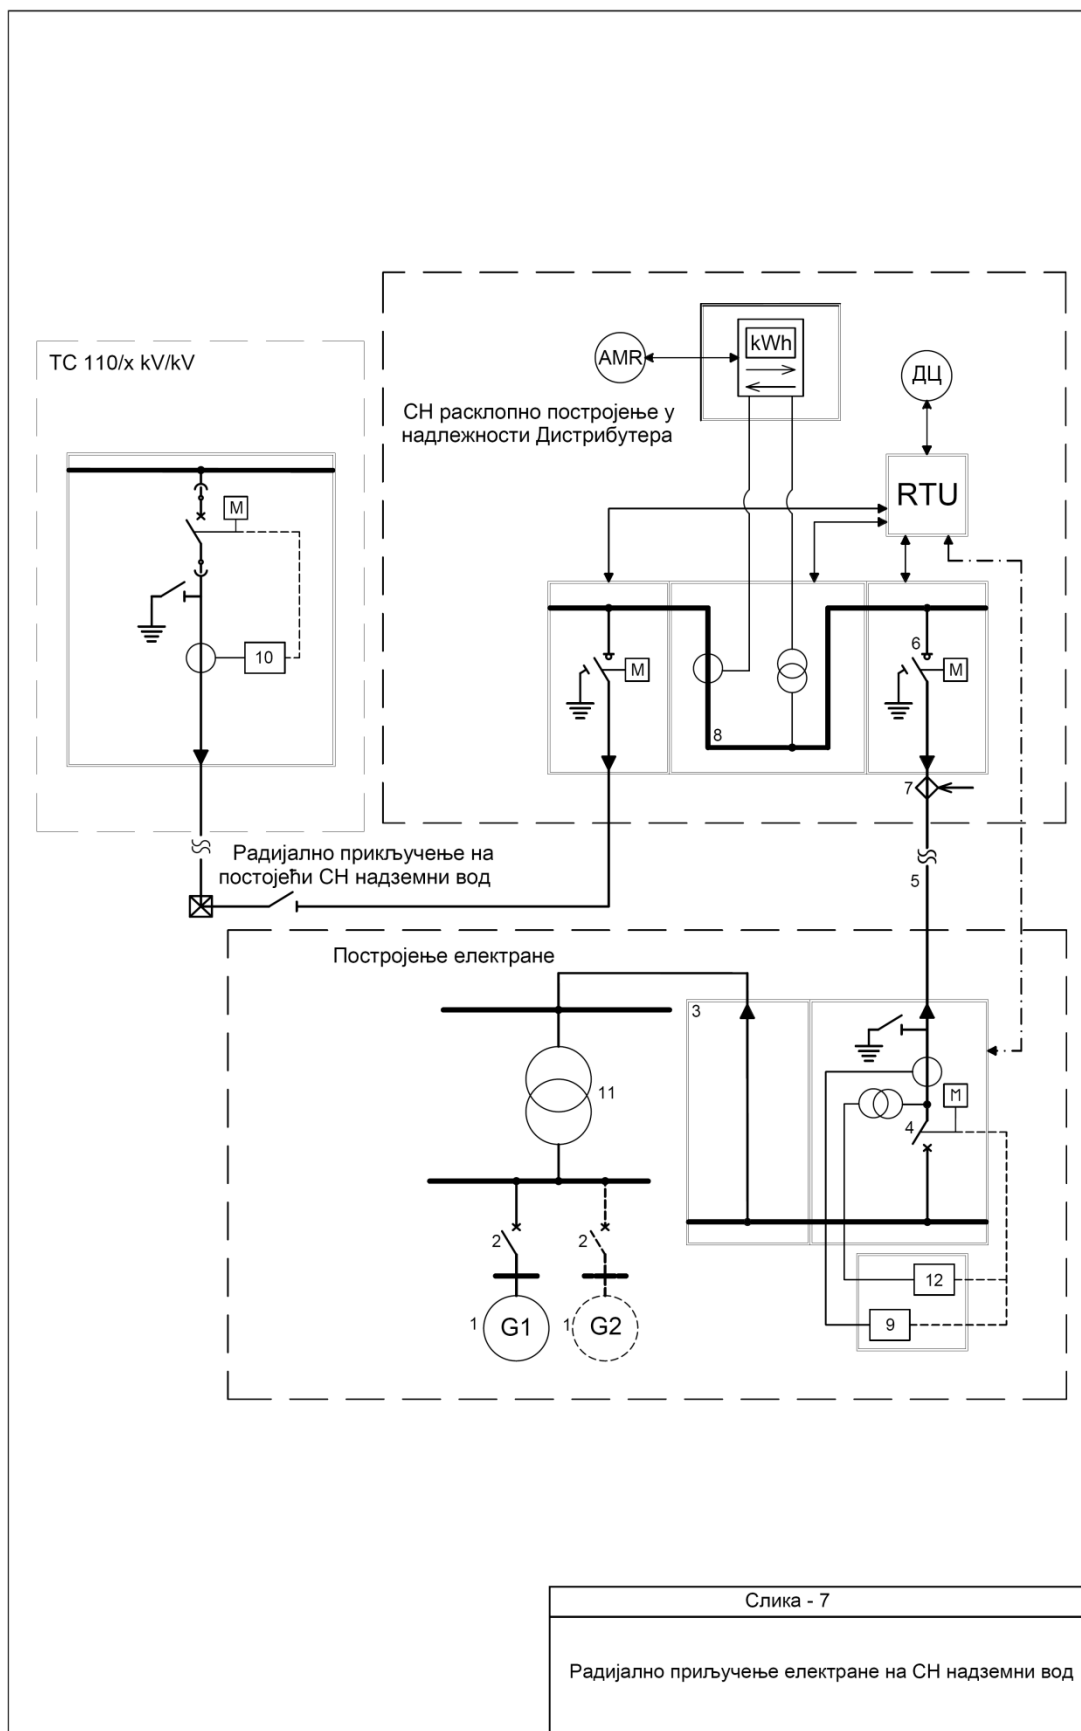 TC 110/x kV/kV
M
10
kWh
AMR
ДЦ
СН расклопно постројење у
надлежности Дистрибутера
RTU
M
8
6
M
7
5
Радијално прикључење на
постојећи СН надземни вод
Постројење електране
3
11
4
M
2
2
1
G1
1
G2
12
9
Слика - 7
Радијално приључење електране на СН надземни вод